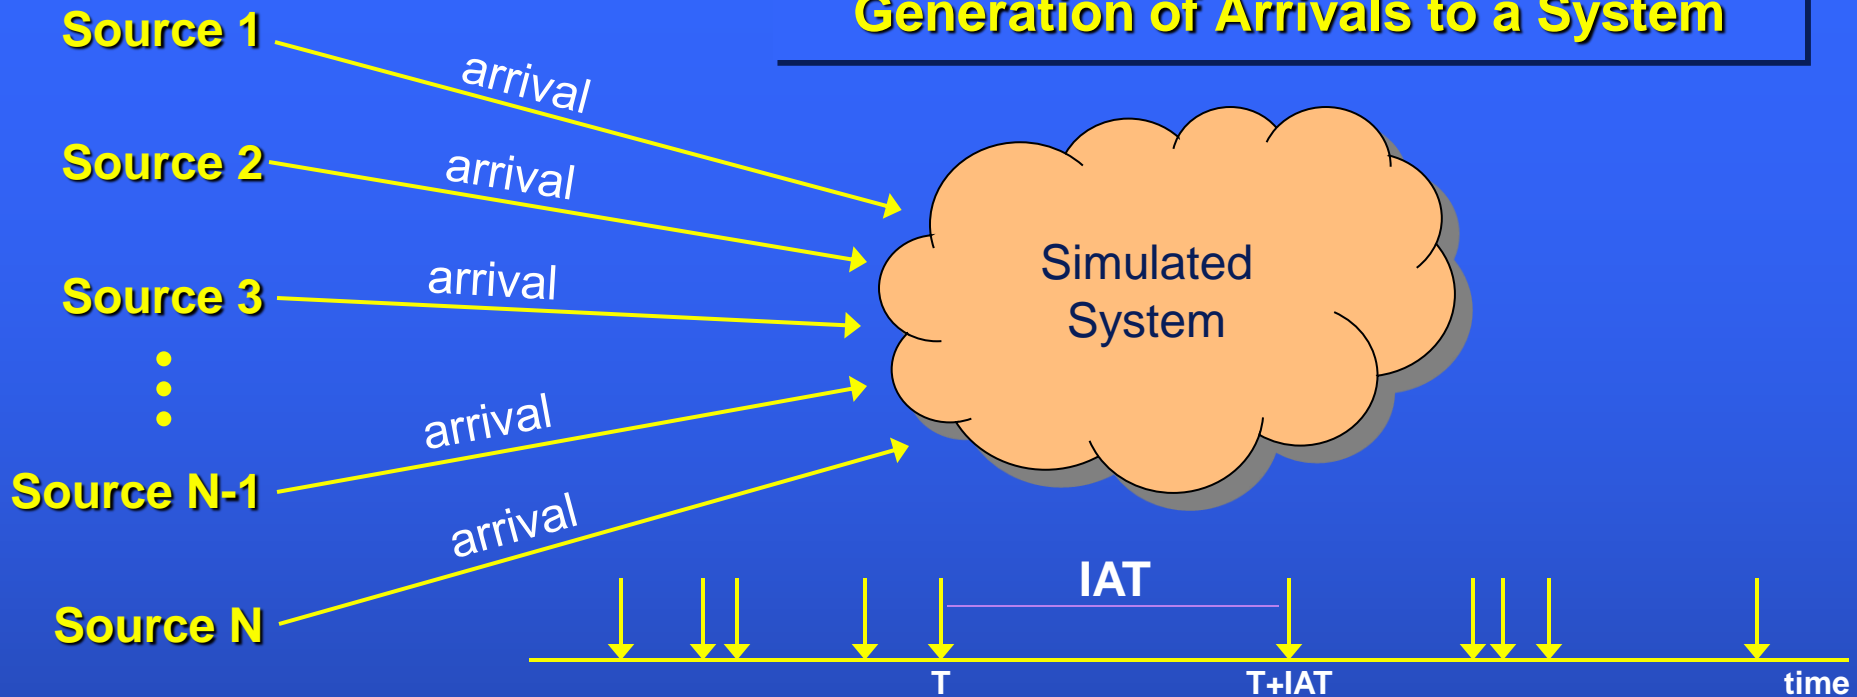 Generation of Arrivals to a System
Source 1
arrival
Source 2
arrival
Source 3
arrival
Simulated
System
arrival
Source N-1
arrival
Source N
IAT
T
T+IAT
time